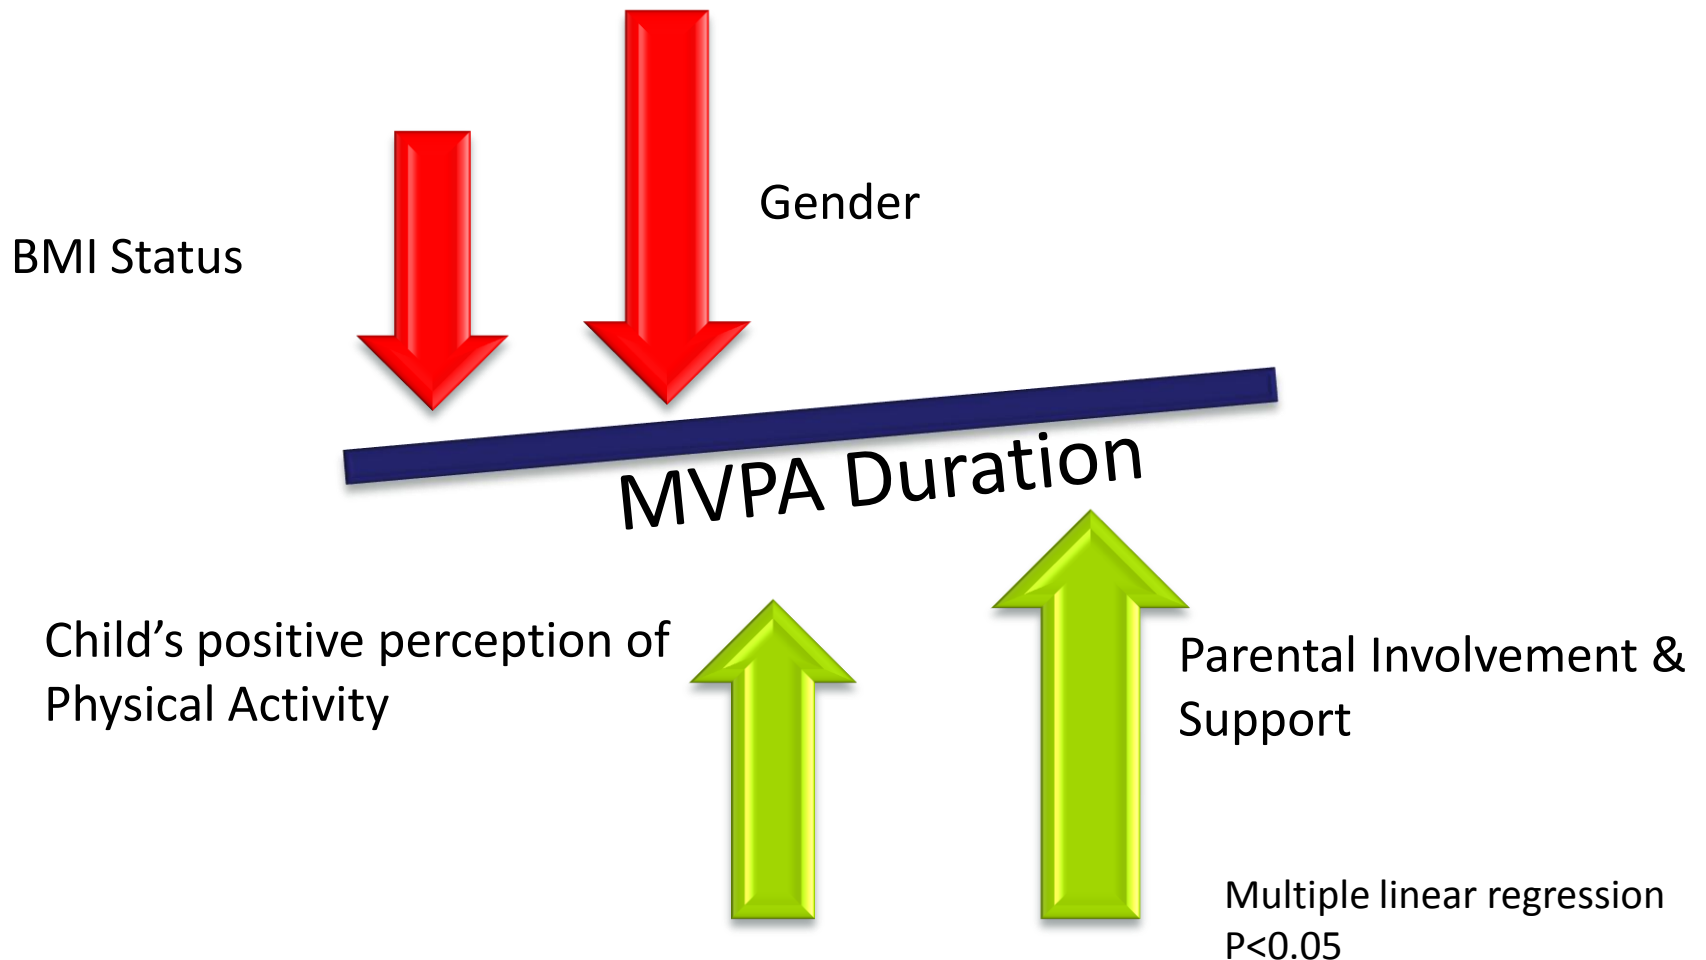 Gender
BMI Status
MVPA Duration
Child’s positive perception of
Physical Activity
Parental Involvement &
Support
Multiple linear regression
P<0.05